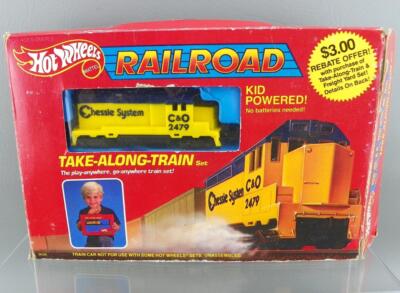 Hot Wheels
MATTEL
RAILROAD
$3.00
REBATE OFFER!
with purchase of
Take-Along-Train &
Freight Yard Set!
Details On Back!
KID
POWERED!
No batteries needed!
Chessie System
C&O
2479
TAKE-ALONG-TRAIN Set
The play-anywhere, go-anywhere train set!
Chessie System
C&O
2479
TRAIN CAR NOT FOR USE WITH SOME HOT WHEELS SETS. UNASSEMBLED.